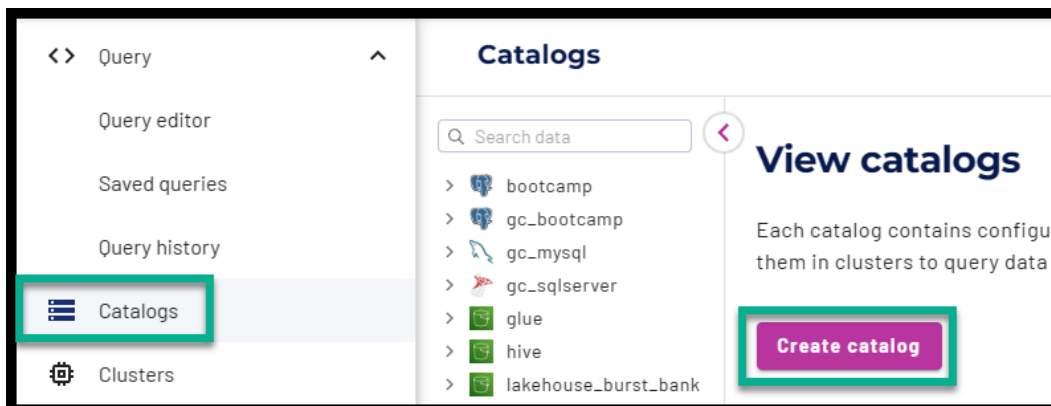 Query
Query editor
Saved queries
Query history
Catalogs
Clusters
Catalogs
Search data
bootcamp
gc_bootcamp
gc_mysql
gc_sqlserver
glue
hive
lakehouse_burst_bank
View catalogs
Each catalog contains configu
them in clusters to query data
Create catalog